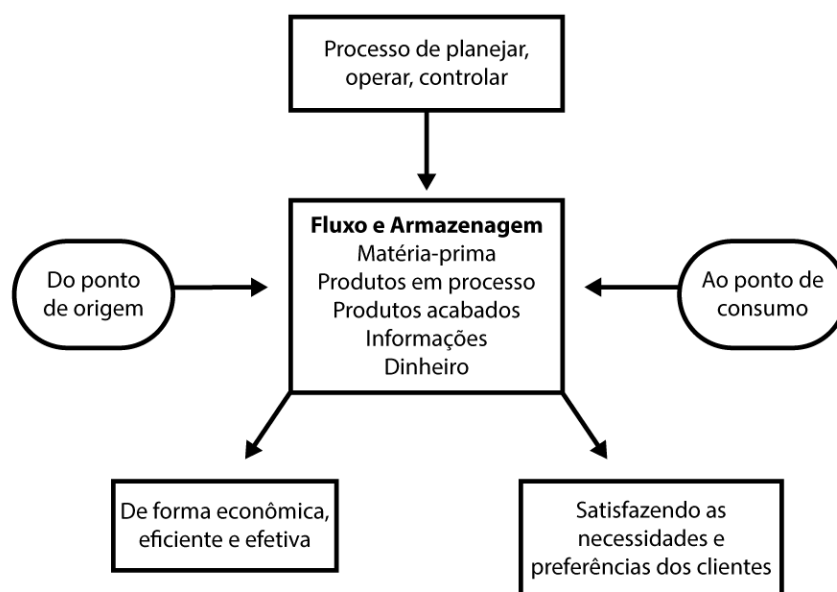 Processo de planejar,
operar, controlar
Fluxo e Armazenagem
Matéria-prima
Produtos em processo
Produtos acabados
Informações
Dinheiro
Do ponto
de origem
Ao ponto de
consumo
De forma econômica,
eficiente e efetiva
Satisfazendo as
necessidades e
preferências dos clientes